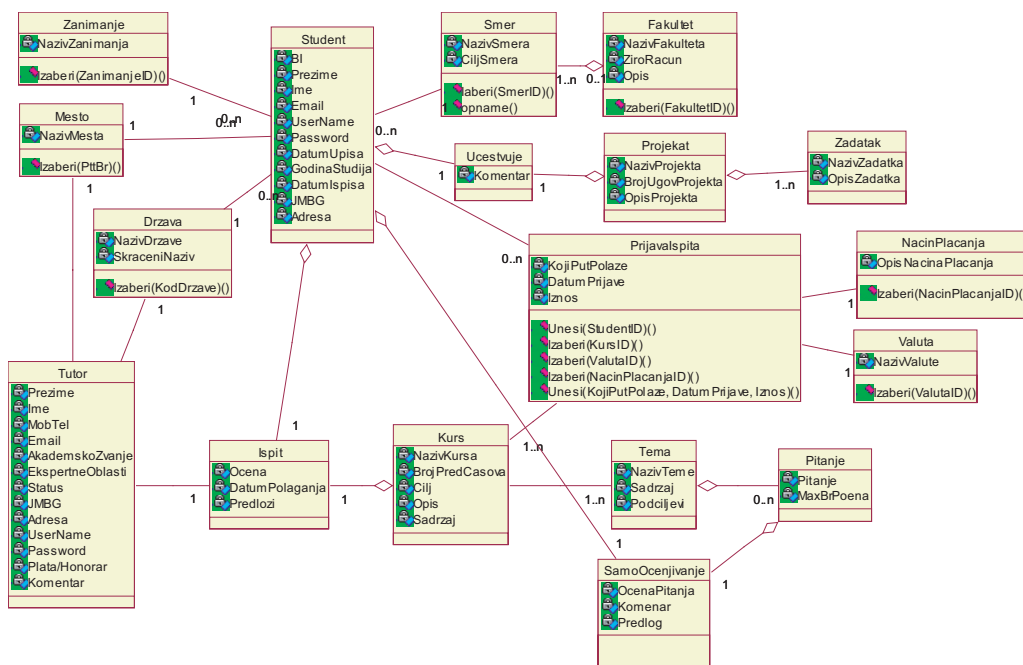 Zanimanje
NazivZanimanja
Izaberi(ZanimanjeID)()
1
0..n
Student
BI
Prezime
Ime
Email
UserName
Password
DatumUpisa
GodinaStudija
DatumIspisa
JMBG
Adresa
Smer
NazivSmera
CiljSmera
Iaberi(SmerID)()
opname()
1
0..n
1..n
0..1
Fakultet
NazivFakulteta
ZiroRacun
Opis
Izaberi(FakultetID)()
Mesto
NazivMesta
Izaberi(PttBr)()
1
0..n
1
Ucestvuje
Komentar
1
1
Projekat
NazivProjekta
BrojUgovProjekta
OpisProjekta
1..n
Zadatak
NazivZadatka
OpisZadatka
Drzava
NazivDrzave
SkraceniNaziv
Izaberi(KodDrzave)()
1
0..n
1
PrijavaIspita
KojiPutPolaze
DatumPrijave
Iznos
Unesi(StudentID)()
Izaberi(KursID)()
Izaberi(ValutaID)()
Izaberi(NacinPlacanjaID)()
Unesi(KojiPutPolaze, DatumPrijave, Iznos)()
0..n
1
1
1..n
NacinPlacanja
OpisNacinaPlacanja
Izaberi(NacinPlacanjaID)()
Valuta
NazivValute
Izaberi(ValutaID)()
Tutor
Prezime
Ime
MobTel
Email
AkademskoZvanje
EkspertneOblasti
Status
JMBG
Adresa
UserName
Password
Plata/Honorar
Komentar
1
1
Ispit
Ocena
DatumPolaganja
Predlozi
1
Kurs
NazivKursa
BrojPredCasova
Cilj
Opis
Sadrzaj
1..n
Tema
NazivTeme
Sadrzaj
Podciljevi
0..n
Pitanje
Pitanje
MaxBrPoena
1
1
SamoOcenjivanje
OcenaPitanja
Komenar
Predlog